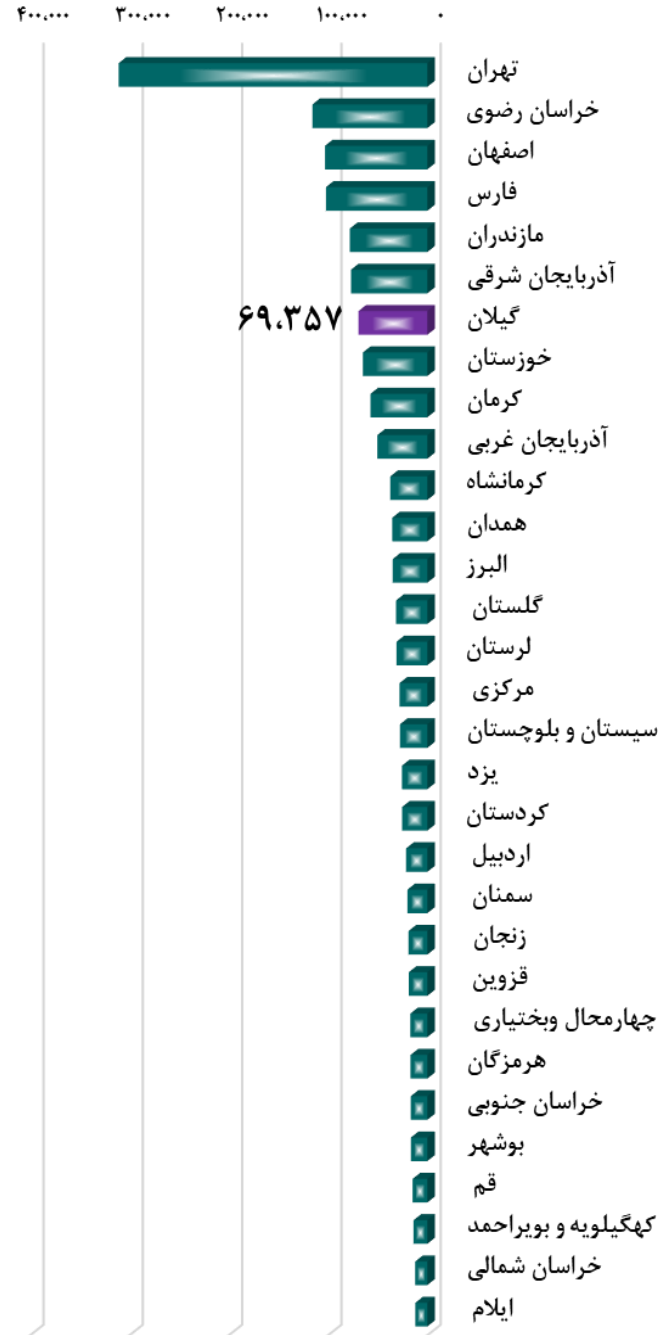 ۰ ۱۰۰،۰۰۰ ۲۰۰،۰۰۰ ۳۰۰،۰۰۰ ۴۰۰،۰۰۰
تهران
خراسان رضوی
اصفهان
فارس
مازندران
آذربایجان شرقی
گیلان ۶۹،۳۵۷
خوزستان
کرمان
آذربایجان غربی
کرمانشاه
همدان
البرز
گلستان
لرستان
مرکزی
سیستان و بلوچستان
یزد
کردستان
اردبیل
سمنان
زنجان
قزوین
چهارمحال وبختیاری
هرمزگان
خراسان جنوبی
بوشهر
قم
کهگیلویه و بویراحمد
خراسان شمالی
ایلام